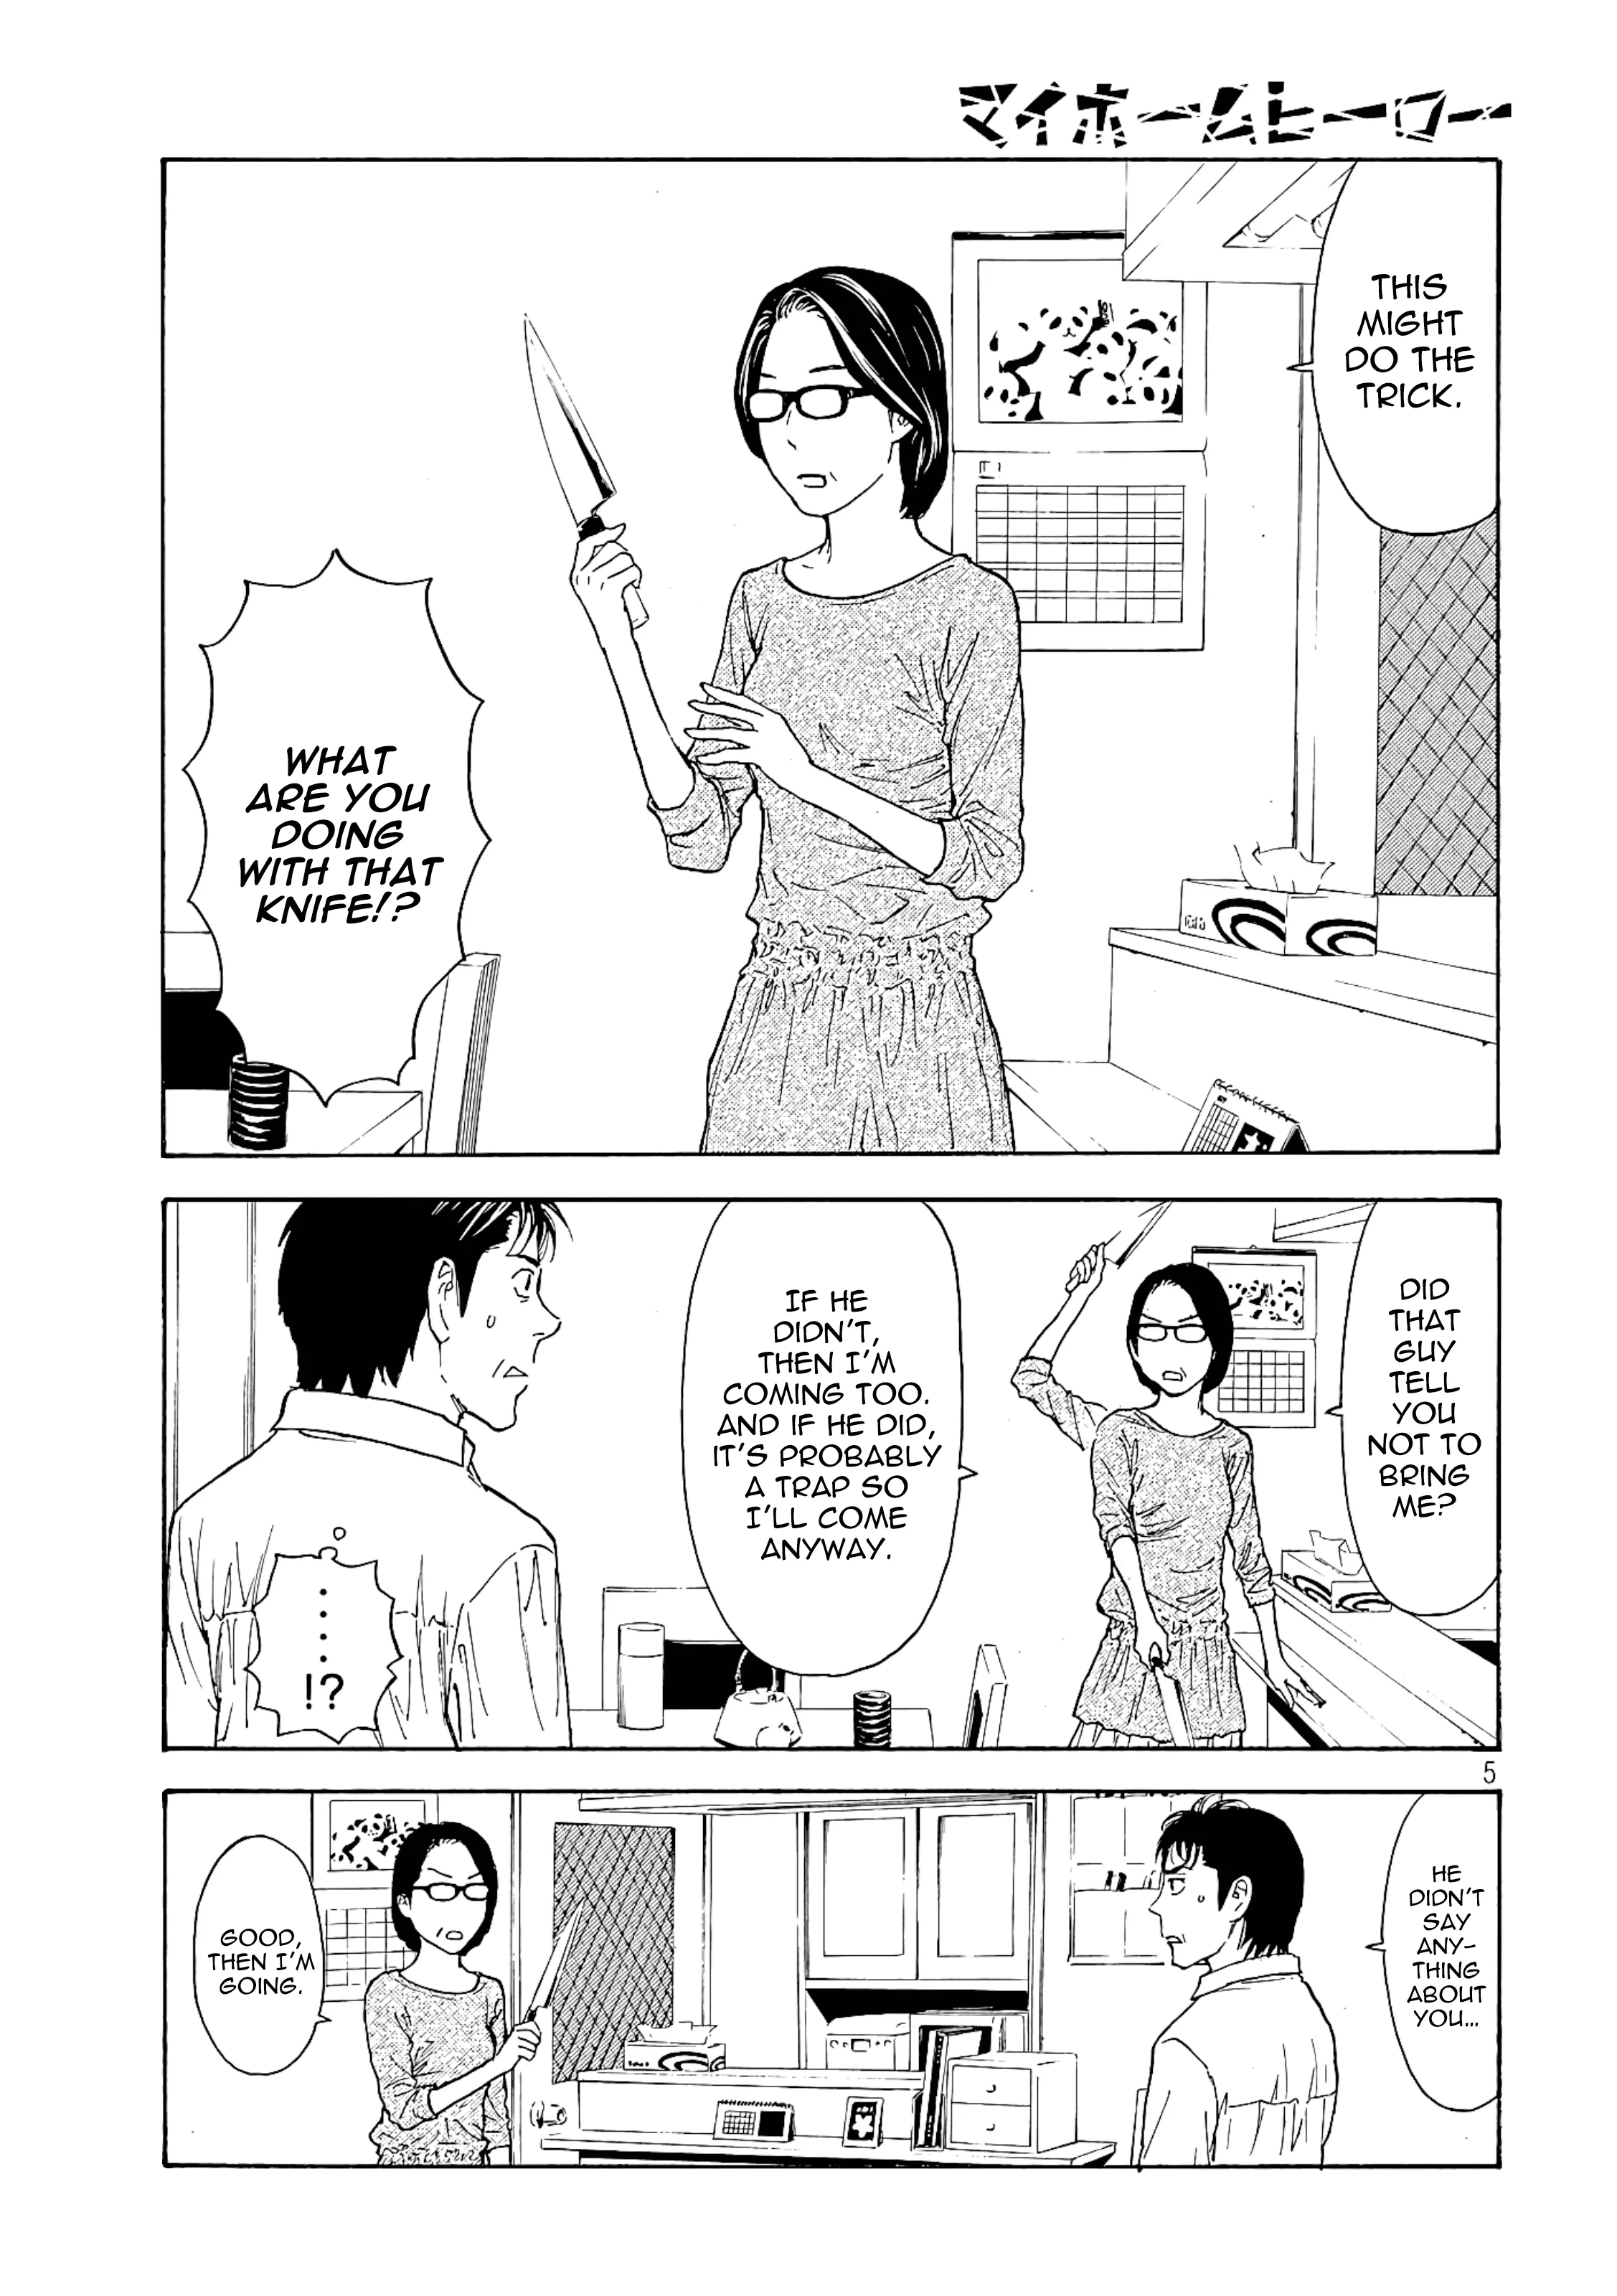 マイホームヒーロー
THIS
MIGHT
DO THE
TRICK.
WHAT
ARE YOU
DOING
WITH THAT
KNIFE!?
DID
THAT
GUY
TELL
YOU
NOT TO
BRING
ME?
IF HE
DIDN'T,
THEN I'M
COMING TOO.
AND IF HE DID,
IT'S PROBABLY
A TRAP SO
I'LL COME
ANYWAY.
......
!?
5
HE
DIDN'T
SAY
ANY-
THING
ABOUT
YOU...
GOOD,
THEN I'M
GOING.